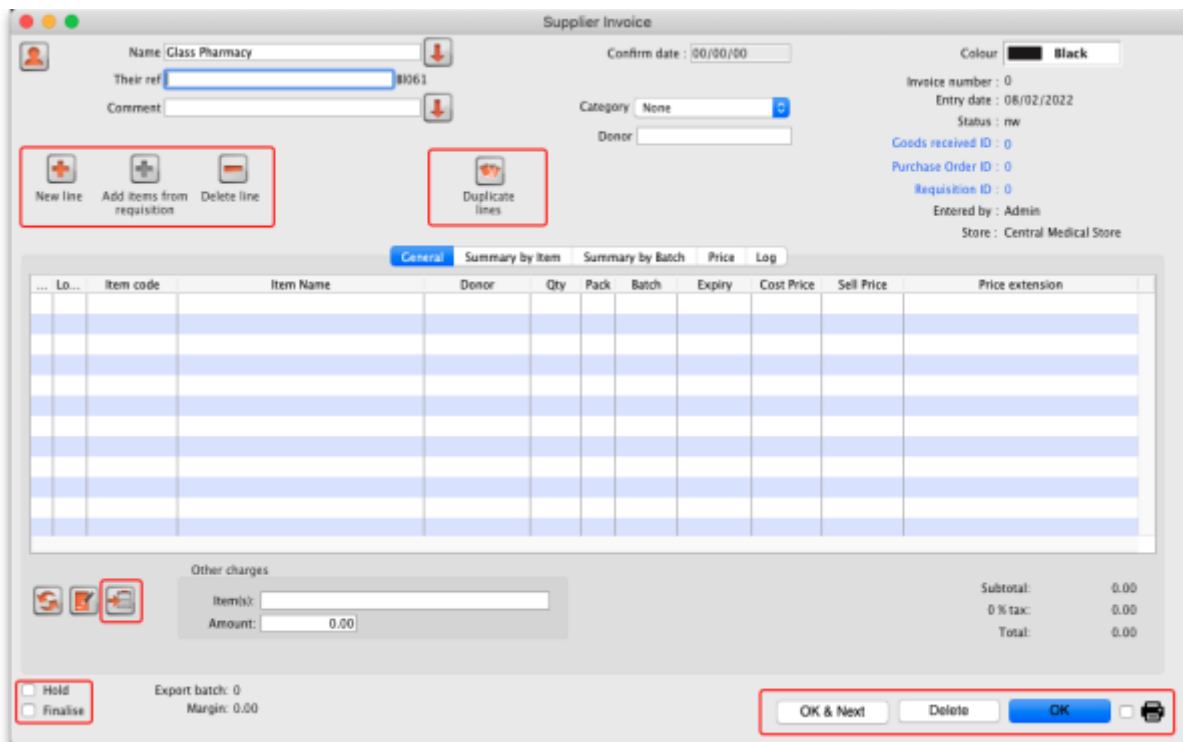 Supplier Invoice
Name Glass Pharmacy
Confirm date : 00/00/00
Colour Black
Their ref BI061
Invoice number : 0
Comment
Category None
Entry date : 08/02/2022
Donor
Status : nw
Goods received ID : 0
Purchase Order ID : 0
Requisition ID : 0
Entered by : Admin
Store : Central Medical Store
New line
Add items from requisition
Delete line
Duplicate lines
General Summary by Item Summary by Batch Price Log
... Lo... Item code Item Name Donor Qty Pack Batch Expiry Cost Price Sell Price Price extension
Other charges
Item(s):
Amount: 0.00
Subtotal: 0.00
0 % tax: 0.00
Total: 0.00
Hold
Finalise
Export batch: 0
Margin: 0.00
OK & Next Delete OK